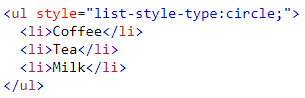 <ul style="list-style-type:circle;">
  <li>Coffee</li>
  <li>Tea</li>
  <li>Milk</li>
</ul>